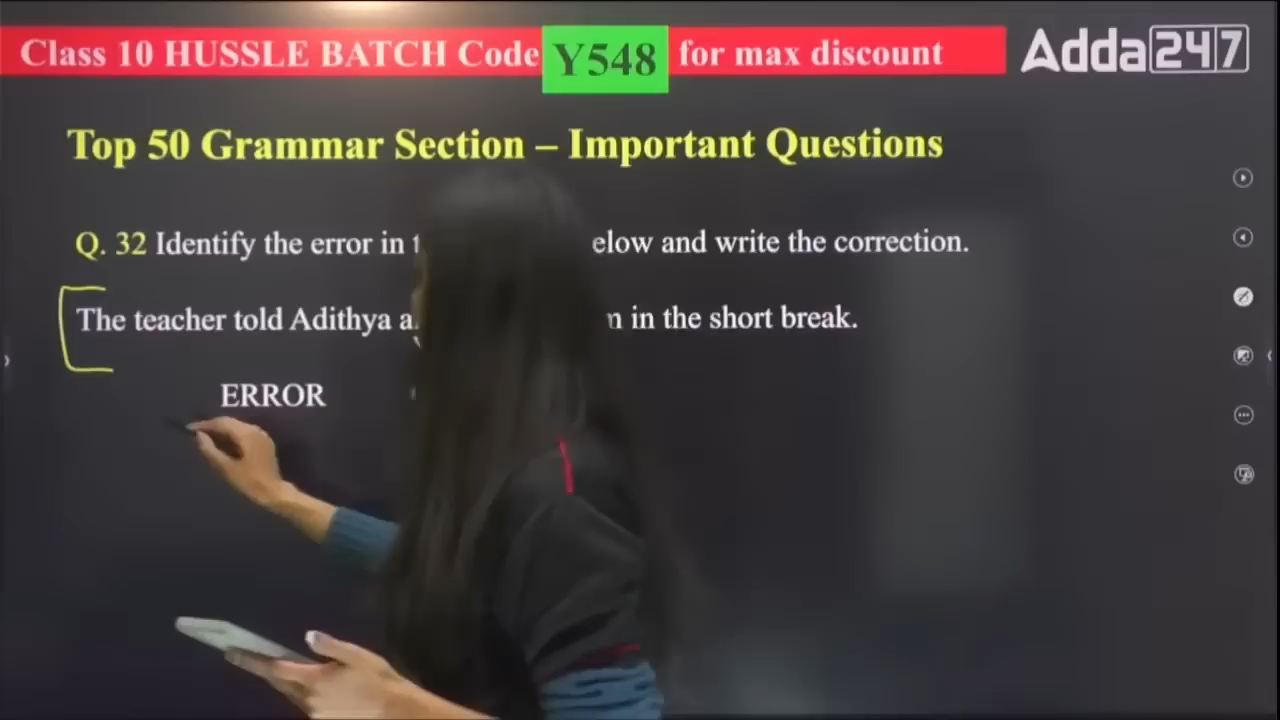 Class 10 HUSSLE BATCH Code Y548 for max discount
Adda247
Top 50 Grammar Section – Important Questions
Q. 32 Identify the error in and write the correction.
The teacher told Adithya in the short break.
ERROR